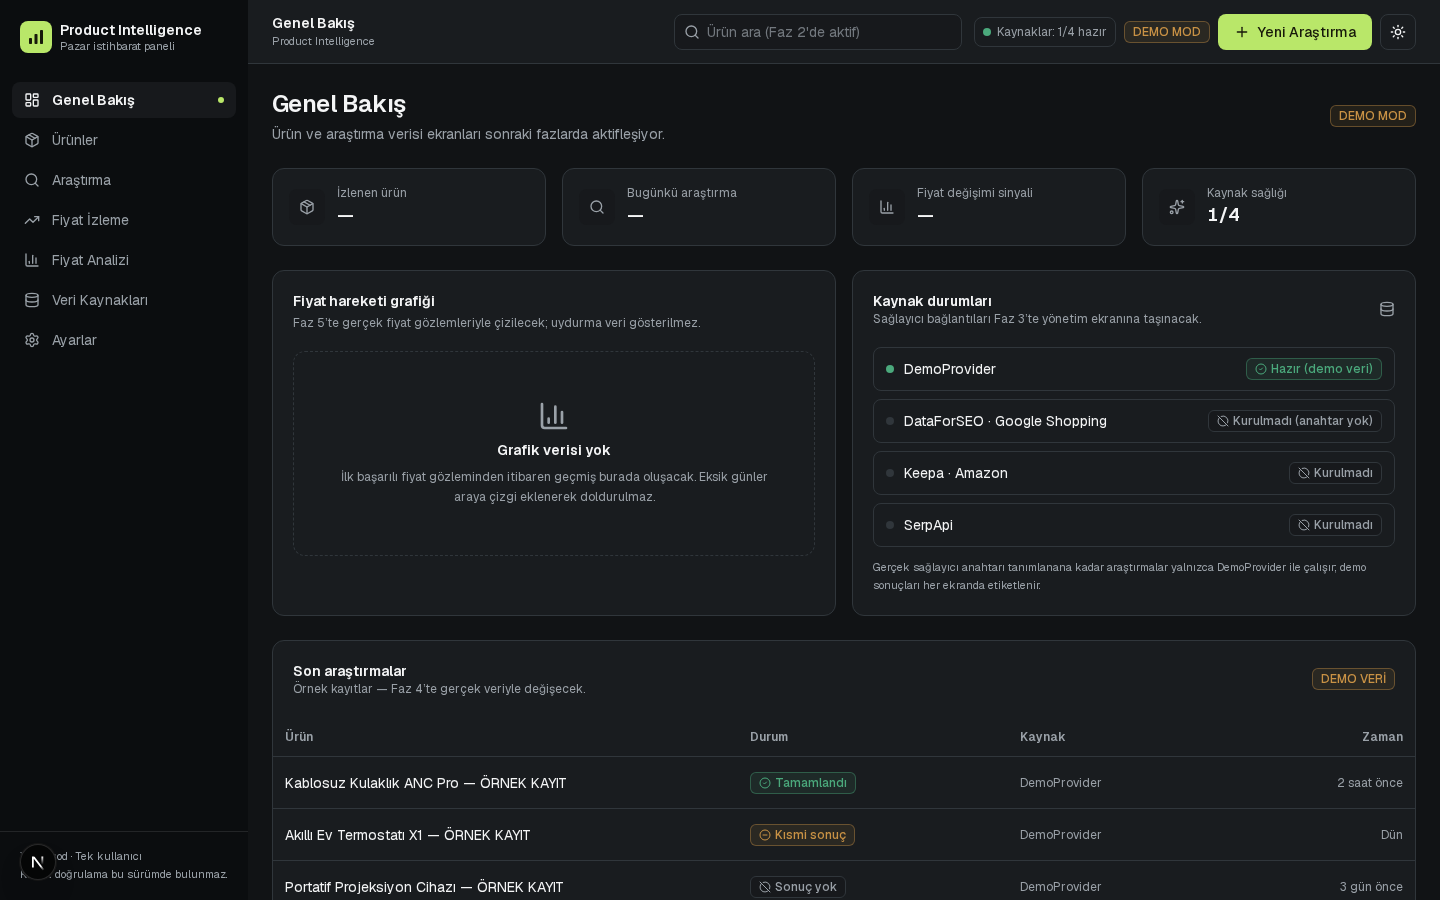 Product Intelligence
Pazar istihbarat paneli
Genel Bakış
Ürünler
Araştırma
Fiyat İzleme
Fiyat Analizi
Veri Kaynakları
Ayarlar
od · Tek kullanıcı
doğrulama bu sürümde bulunmaz.
N
Genel Bakış
Product Intelligence
Ürün ara (Faz 2'de aktif)
Kaynaklar: 1/4 hazır
DEMO MOD
Yeni Araştırma
Genel Bakış
Ürün ve araştırma verisi ekranları sonraki fazlarda aktifleşiyor.
DEMO MOD
İzlenen ürün
—
Bugünkü araştırma
—
Fiyat değişimi sinyali
—
Kaynak sağlığı
1/4
Fiyat hareketi grafiği
Faz 5'te gerçek fiyat gözlemleriyle çizilecek; uydurma veri gösterilmez.
Grafik verisi yok
İlk başarılı fiyat gözleminden itibaren geçmiş burada oluşacak. Eksik günler
araya çizgi eklenerek doldurulmaz.
Kaynak durumları
Sağlayıcı bağlantıları Faz 3'te yönetim ekranına taşınacak.
DemoProvider
Hazır (demo veri)
DataForSEO · Google Shopping
Kurulmadı (anahtar yok)
Keepa · Amazon
Kurulmadı
SerpApi
Kurulmadı
Gerçek sağlayıcı anahtarı tanımlanana kadar araştırmalar yalnızca DemoProvider ile çalışır; demo
sonuçları her ekranda etiketlenir.
Son araştırmalar
Örnek kayıtlar — Faz 4'te gerçek veriyle değişecek.
DEMO VERİ
Ürün Durum Kaynak Zaman
Kablosuz Kulaklık ANC Pro — ÖRNEK KAYIT Tamamlandı DemoProvider 2 saat önce
Akıllı Ev Termostatı X1 — ÖRNEK KAYIT Kısmi sonuç DemoProvider Dün
Portatif Projeksiyon Cihazı — ÖRNEK KAYIT Sonuç yok DemoProvider 3 gün önce